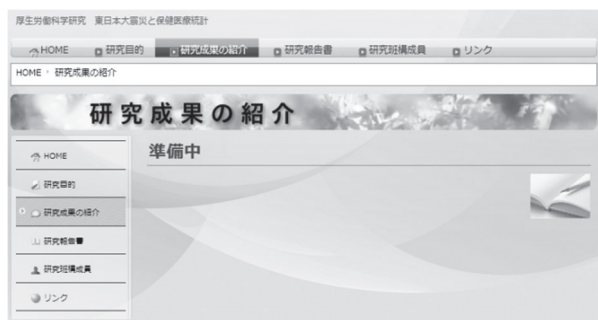 厚生労働科学研究 東日本大震災と保健医療統計
HOME 研究目的 研究成果の紹介 研究報告書 研究班構成員 リンク
HOME > 研究成果の紹介
研究成果の紹介
準備中
HOME
研究目的
研究成果の紹介
研究報告書
研究班構成員
リンク